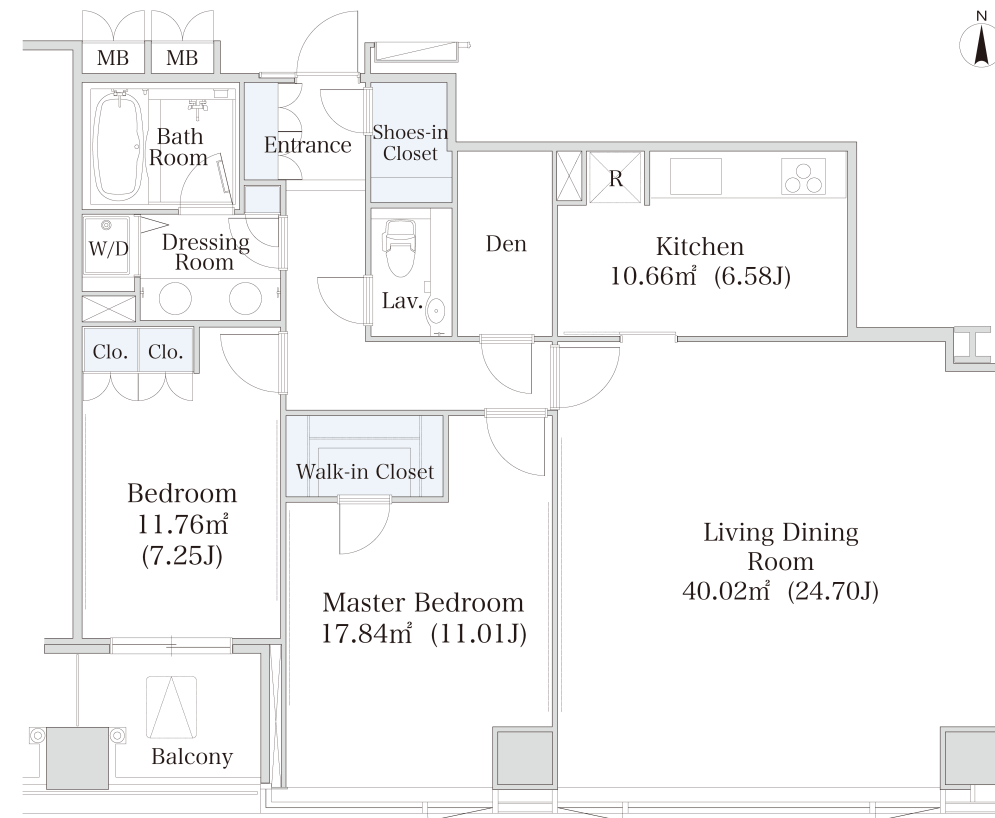 N
MB
MB
Bath
Room
Entrance
Shoes-in
Closet
R
W/D
Dressing
Room
Den
Kitchen
10.66㎡ (6.58J)
Lav.
Clo.
Clo.
Walk-in Closet
Bedroom
11.76㎡
(7.25J)
Living Dining
Room
40.02㎡ (24.70J)
Master Bedroom
17.84㎡ (11.01J)
Balcony